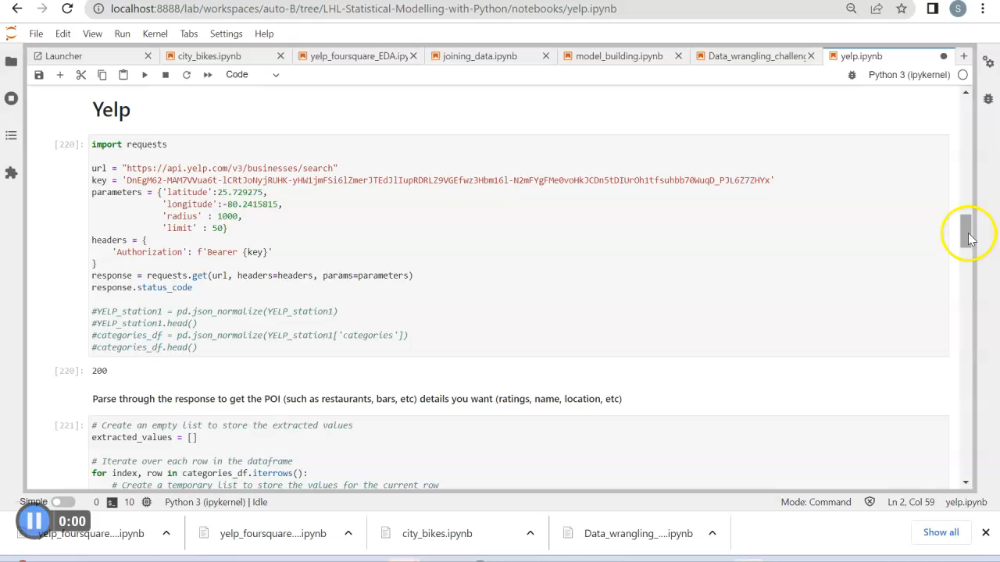 localhost:8888/lab/workspaces/auto-B/tree/LHL-Statistical-Modelling-with-Python/notebooks/yelp.ipynb
S
File Edit View Run Kernel Tabs Settings Help
Launcher city_bikes.ipynb yelp_foursquare_EDA.ipy joining_data.ipynb model_building.ipynb Data_wrangling_challeng yelp.ipynb
Code Python 3 (ipykernel)
Yelp
[220]: import requests
url = "https://api.yelp.com/v3/businesses/search"
key = 'DnEgM62-MAM7VVua6t-lCRtJoNyjRUHK-yHW1jmFSi6lZmerJTEdJlIupRDRLZ9VGEfwz3Hbm16l-N2mFYgFMe0voHkJCDn5tDIUrOh1tfsuhbb70WuqD_PJL6Z7ZHYx'
parameters = {'latitude':25.729275,
'longitude':-80.2415815,
'radius' : 1000,
'limit' : 50}
headers = {
'Authorization': f'Bearer {key}'
}
response = requests.get(url, headers=headers, params=parameters)
response.status_code
#YELP_station1 = pd.json_normalize(YELP_station1)
#YELP_station1.head()
#categories_df = pd.json_normalize(YELP_station1['categories'])
#categories_df.head()
[220]: 200
Parse through the response to get the POI (such as restaurants, bars, etc) details you want (ratings, name, location, etc)
[221]: # Create an empty list to store the extracted values
extracted_values = []
# Iterate over each row in the dataframe
for index, row in categories_df.iterrows():
# Create a temporary list to store the values for the current row
Simple 0 10 Python 3 (ipykernel) | Idle Mode: Command Ln 2, Col 59 yelp.ipynb
0:00
yelp_foursquare....ipynb yelp_foursquare....ipynb city_bikes.ipynb Data_wrangling_....ipynb Show all